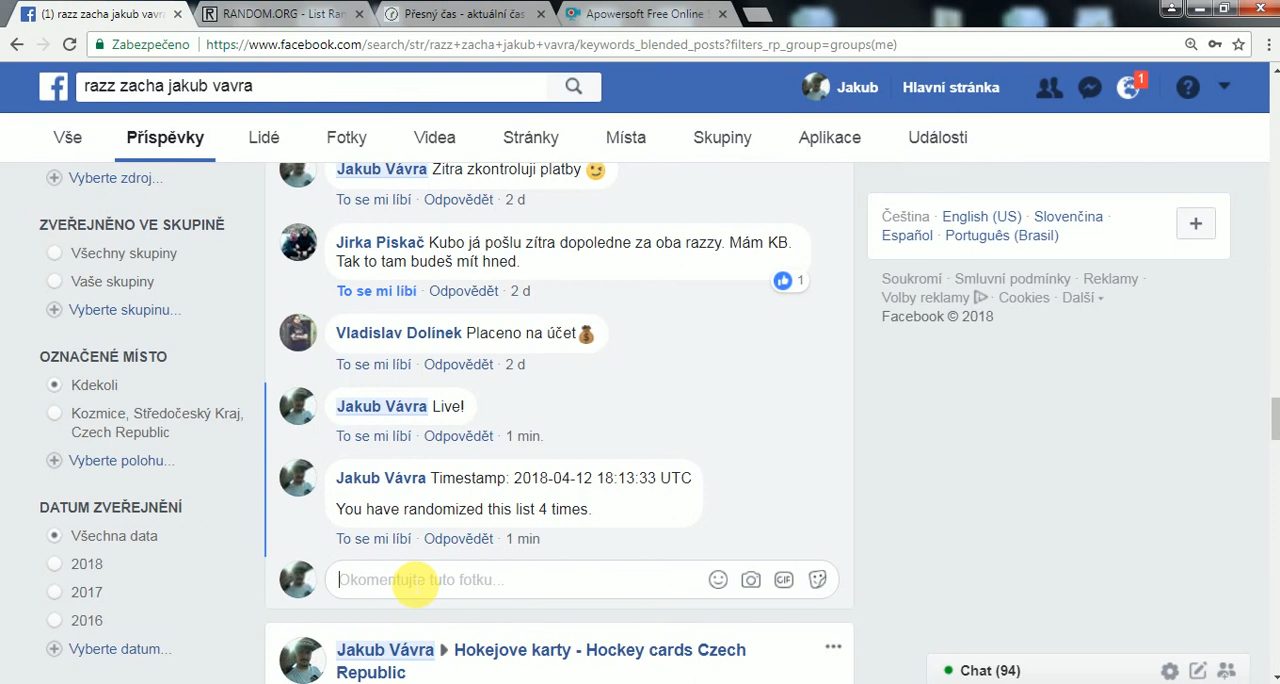 (1) razz zacha jakub vavra
RANDOM.ORG - List Ran
Přesný čas - aktuální čas
Apowersoft Free Online S
Zabezpečeno
https://www.facebook.com/search/str/razz+zacha+jakub+vavra/keywords_blended_posts?filters_rp_group=groups(me)
razz zacha jakub vavra
Jakub
Hlavní stránka
1
Vše
Příspěvky
Lidé
Fotky
Videa
Stránky
Místa
Skupiny
Aplikace
Události
Vyberte zdroj...
ZVEŘEJNĚNO VE SKUPINĚ
Všechny skupiny
Vaše skupiny
Vyberte skupinu...
OZNAČENÉ MÍSTO
Kdekoli
Kozmice, Středočeský Kraj,
Czech Republic
Vyberte polohu...
DATUM ZVEŘEJNĚNÍ
Všechna data
2018
2017
2016
Vyberte datum...
Jakub Vávra Zítra zkontroluji platby
To se mi líbí · Odpovědět · 2 d
Jirka Piskač Kubo já pošlu zítra dopoledne za oba razzy. Mám KB.
Tak to tam budeš mít hned.
1
To se mi líbí · Odpovědět · 2 d
Vladislav Dolínek Placeno na účet
To se mi líbí · Odpovědět · 2 d
Jakub Vávra Live!
To se mi líbí · Odpovědět · 1 min.
Jakub Vávra Timestamp: 2018-04-12 18:13:33 UTC
You have randomized this list 4 times.
To se mi líbí · Odpovědět · 1 min
Okomentujte tuto fotku...
GIF
Jakub Vávra
Hokejove karty - Hockey cards Czech
Republic
Čeština · English (US) · Slovenčina ·
Español · Português (Brasil)
Soukromí · Smluvní podmínky · Reklamy ·
Volby reklamy · Cookies · Další
Facebook © 2018
Chat (94)